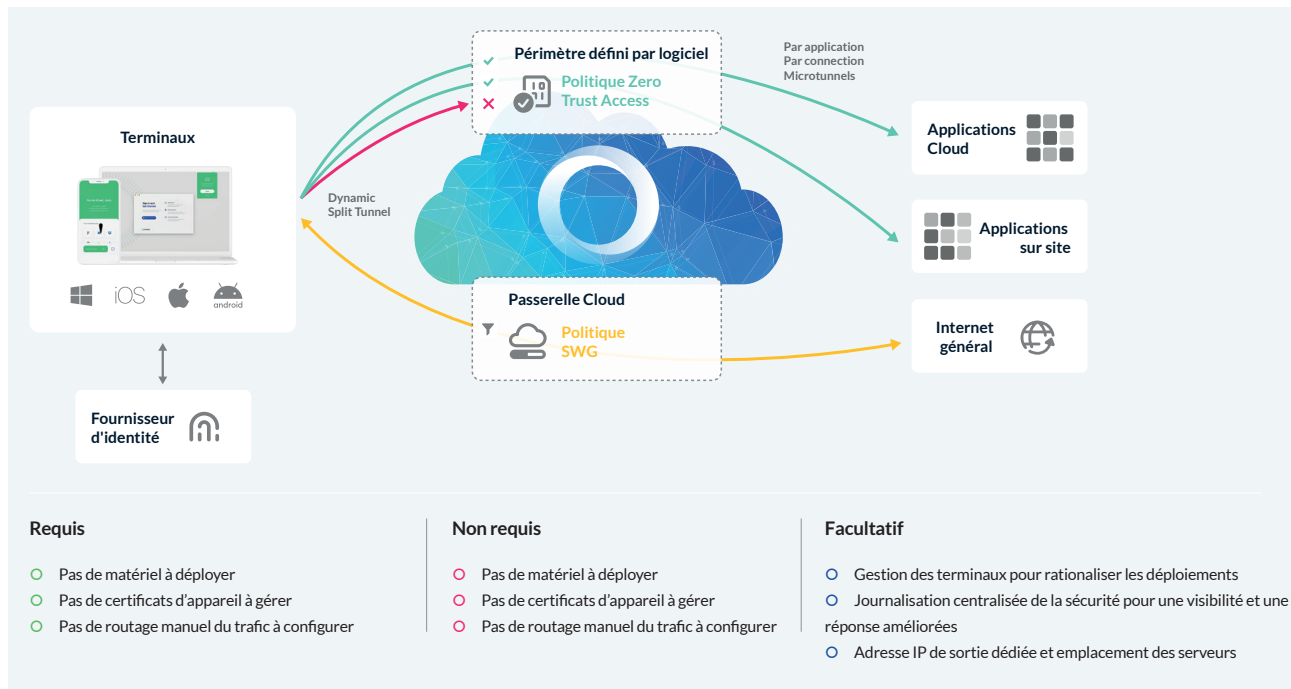 Périmètre défini par logiciel
Politique Zero
Trust Access
Par application
Par connection
Microtunnels
Terminaux
Applications
Cloud
Dynamic
Split Tunnel
Applications
sur site
iOS
android
Passerelle Cloud
Politique
SWG
Internet
général
Fournisseur
d'identité
Requis
Pas de matériel à déployer
Pas de certificats d’appareil à gérer
Pas de routage manuel du trafic à configurer
Non requis
Pas de matériel à déployer
Pas de certificats d’appareil à gérer
Pas de routage manuel du trafic à configurer
Facultatif
Gestion des terminaux pour rationaliser les déploiements
Journalisation centralisée de la sécurité pour une visibilité et une
réponse améliorées
Adresse IP de sortie dédiée et emplacement des serveurs